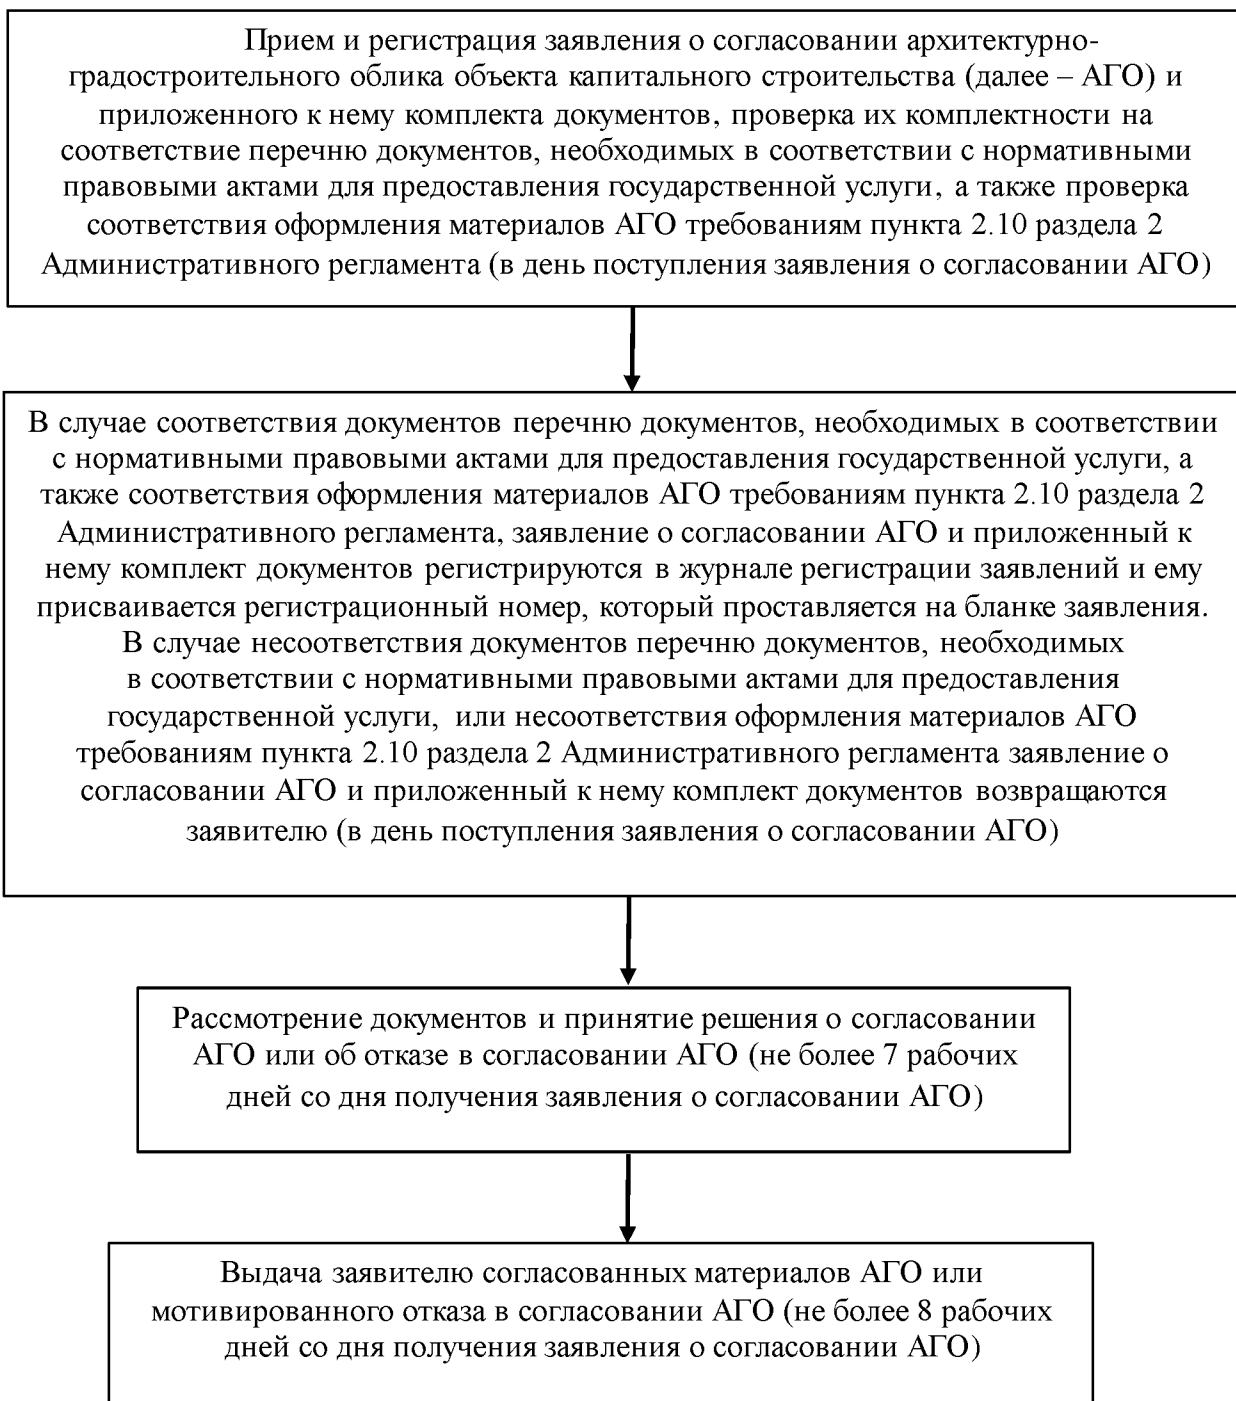 Прием и регистрация заявления о согласовании архитектурно-
градостроительного облика объекта капитального строительства (далее – АГО) и
приложенного к нему комплекта документов, проверка их комплектности на
соответствие перечню документов, необходимых в соответствии с нормативными
правовыми актами для предоставления государственной услуги, а также проверка
соответствия оформления материалов АГО требованиям пункта 2.10 раздела 2
Административного регламента (в день поступления заявления о согласовании АГО)
В случае соответствия документов перечню документов, необходимых в соответствии
с нормативными правовыми актами для предоставления государственной услуги, а
также соответствия оформления материалов АГО требованиям пункта 2.10 раздела 2
Административного регламента, заявление о согласовании АГО и приложенный к
нему комплект документов регистрируются в журнале регистрации заявлений и ему
присваивается регистрационный номер, который проставляется на бланке заявления.
В случае несоответствия документов перечню документов, необходимых
в соответствии с нормативными правовыми актами для предоставления
государственной услуги, или несоответствия оформления материалов АГО
требованиям пункта 2.10 раздела 2 Административного регламента заявление о
согласовании АГО и приложенный к нему комплект документов возвращаются
заявителю (в день поступления заявления о согласовании АГО)
Рассмотрение документов и принятие решения о согласовании
АГО или об отказе в согласовании АГО (не более 7 рабочих
дней со дня получения заявления о согласовании АГО)
Выдача заявителю согласованных материалов АГО или
мотивированного отказа в согласовании АГО (не более 8 рабочих
дней со дня получения заявления о согласовании АГО)